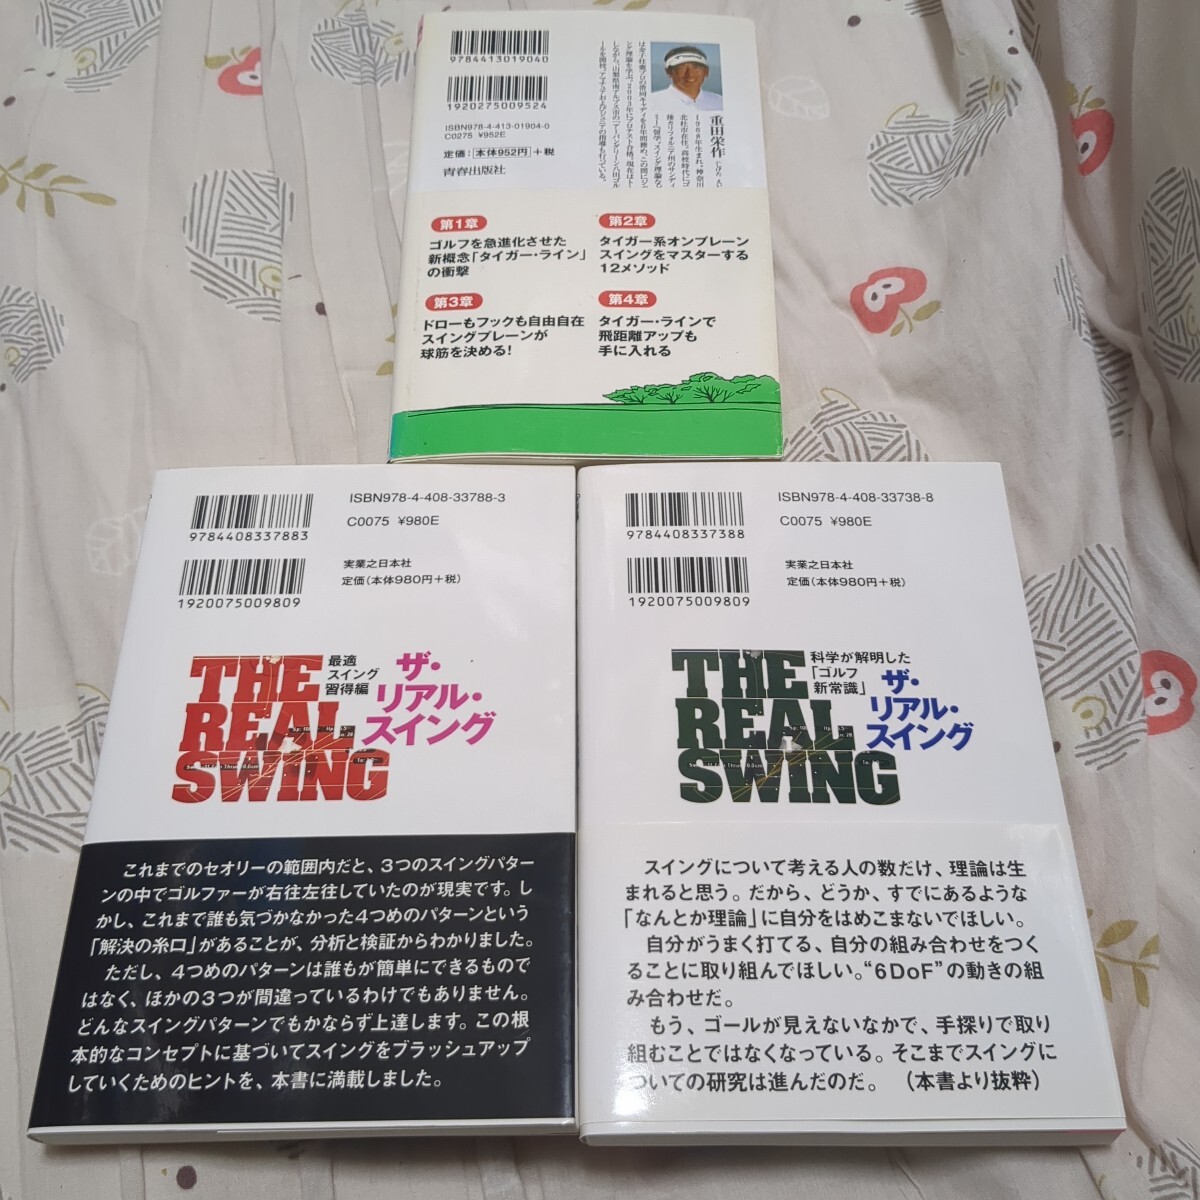 9784413019040
1920275009524
ISBN978-4-413-01904-0
C0275 ¥952E
定価：本体952円＋税
青春出版社
重田栄作
第1章
ゴルフを急進化させた
新概念「タイガー・ライン」
の衝撃
第2章
タイガー系オンプレーン
スイングをマスターする
12メソッド
第3章
ドローもフックも自由自在
スイングプレーンが
球筋を決める!
第4章
タイガー・ラインで
飛距離アップも
手に入れる
9784408337883
ISBN978-4-408-33788-3
C0075 ¥980E
1920075009809
実業之日本社
定価（本体980円＋税）
THE
REAL
SWING
最適
スイング
習得編
ザ・
リアル・
スイング
これまでのセオリーの範囲内だと、3つのスイングパター
ンの中でゴルファーが右往左往していたのが現実です。し
かし、これまで誰も気づかなかった4つめのパターンという
「解決の糸口」があることが、分析と検証からわかりました。
ただし、4つめのパターンは誰もが簡単にできるもので
はなく、ほかの3つが間違っているわけでもありません。
どんなスイングパターンでもかならず上達します。この根
本的なコンセプトに基づいてスイングをブラッシュアップ
していくためのヒントを、本書に満載しました。
9784408337388
ISBN978-4-408-33738-8
C0075 ¥980E
1920075009809
実業之日本社
定価（本体980円＋税）
THE
REAL
SWING
科学が解明した
「ゴルフ
新常識」
ザ・
リアル・
スイング
スイングについて考える人の数だけ、理論は生
まれると思う。だから、どうか、すでにあるような
「なんとか理論」に自分をはめこまないでほしい。
自分がうまく打てる、自分の組み合わせをつく
ることに取り組んでほしい。“6DoF”の動きの組
み合わせだ。
もう、ゴールが見えないなかで、手探りで取り
組むことではなくなっている。そこまでスイングに
ついての研究は進んだのだ。（本書より抜粋）